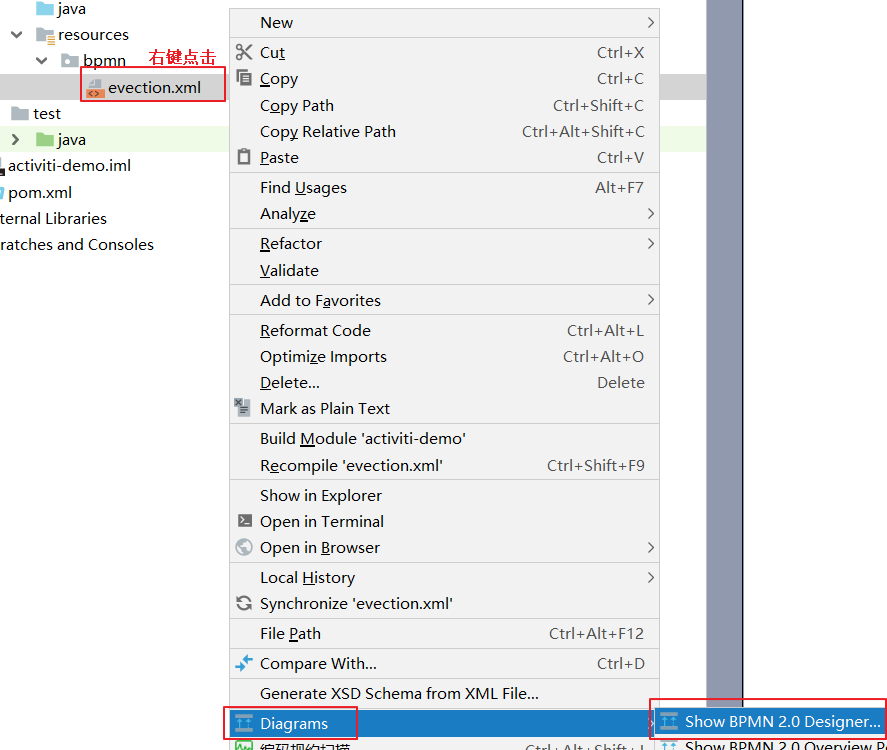 java
resources
bpmn
右键点击
evection.xml
test
java
activiti-demo.iml
pom.xml
ternal Libraries
ratches and Consoles
New
Cut Ctrl+X
Copy Ctrl+C
Copy Path Ctrl+Shift+C
Copy Relative Path Ctrl+Alt+Shift+C
Paste Ctrl+V
Find Usages Alt+F7
Analyze
Refactor
Validate
Add to Favorites
Reformat Code Ctrl+Alt+L
Optimize Imports Ctrl+Alt+O
Delete... Delete
Mark as Plain Text
Build Module 'activiti-demo'
Recompile 'evection.xml' Ctrl+Shift+F9
Show in Explorer
Open in Terminal
Open in Browser
Local History
Synchronize 'evection.xml'
File Path Ctrl+Alt+F12
Compare With... Ctrl+D
Generate XSD Schema from XML File...
Diagrams
Show BPMN 2.0 Designer...
编码规约扫描 Ctrl+Alt+Shift+J
Show BPMN 2.0 Overview